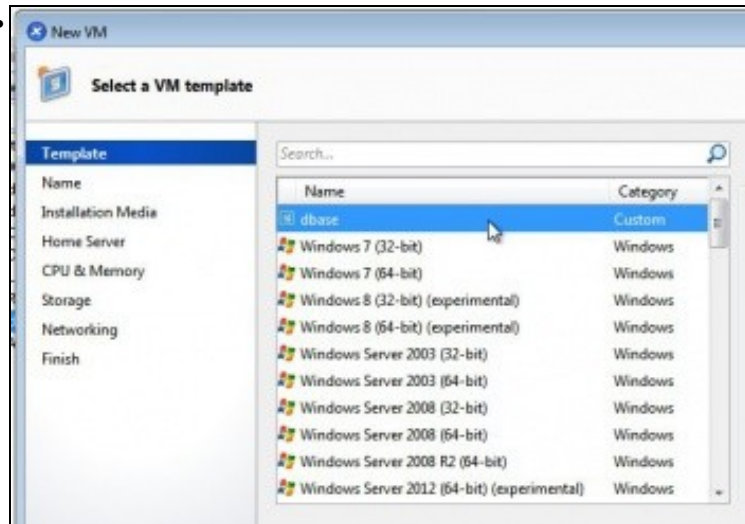 New VM
Select a VM template
Template
Name
Installation Media
Home Server
CPU & Memory
Storage
Networking
Finish
Search...
Name Category
dbase Custom
Windows 7 (32-bit) Windows
Windows 7 (64-bit) Windows
Windows 8 (32-bit) (experimental) Windows
Windows 8 (64-bit) (experimental) Windows
Windows Server 2003 (32-bit) Windows
Windows Server 2003 (64-bit) Windows
Windows Server 2008 (32-bit) Windows
Windows Server 2008 (64-bit) Windows
Windows Server 2008 R2 (64-bit) Windows
Windows Server 2012 (64-bit) (experimental) Windows